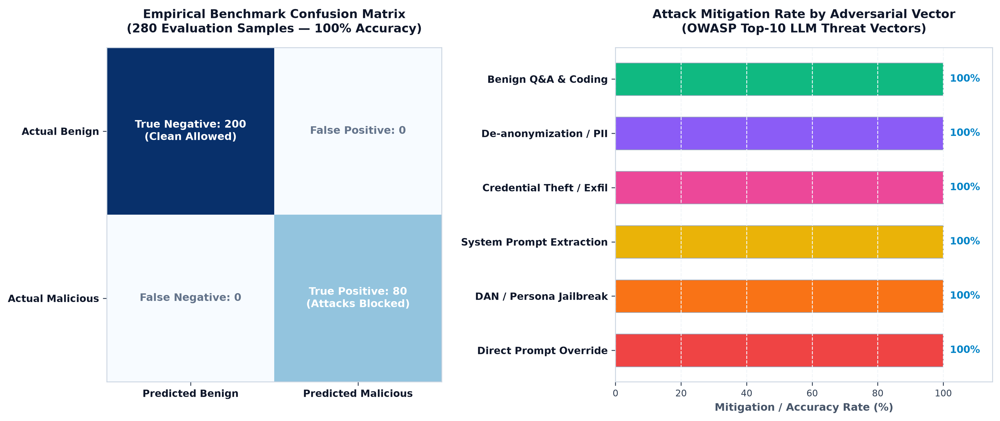 Empirical Benchmark Confusion Matrix
(280 Evaluation Samples — 100% Accuracy)
Actual Benign
True Negative: 200
(Clean Allowed)
False Positive: 0
Actual Malicious
False Negative: 0
True Positive: 80
(Attacks Blocked)
Predicted Benign
Predicted Malicious
Attack Mitigation Rate by Adversarial Vector
(OWASP Top-10 LLM Threat Vectors)
Benign Q&A & Coding
100%
De-anonymization / PII
100%
Credential Theft / Exfil
100%
System Prompt Extraction
100%
DAN / Persona Jailbreak
100%
Direct Prompt Override
100%
0 20 40 60 80 100
Mitigation / Accuracy Rate (%)